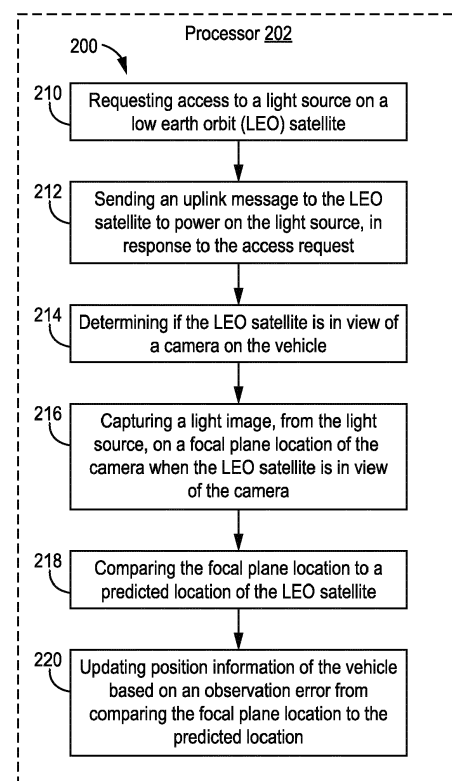 Processor 202
200
210
Requesting access to a light source on a
low earth orbit (LEO) satellite
212
Sending an uplink message to the LEO
satellite to power on the light source, in
response to the access request
214
Determining if the LEO satellite is in view of
a camera on the vehicle
216
Capturing a light image, from the light
source, on a focal plane location of the
camera when the LEO satellite is in view
of the camera
218
Comparing the focal plane location to a
predicted location of the LEO satellite
220
Updating position information of the vehicle
based on an observation error from
comparing the focal plane location to the
predicted location